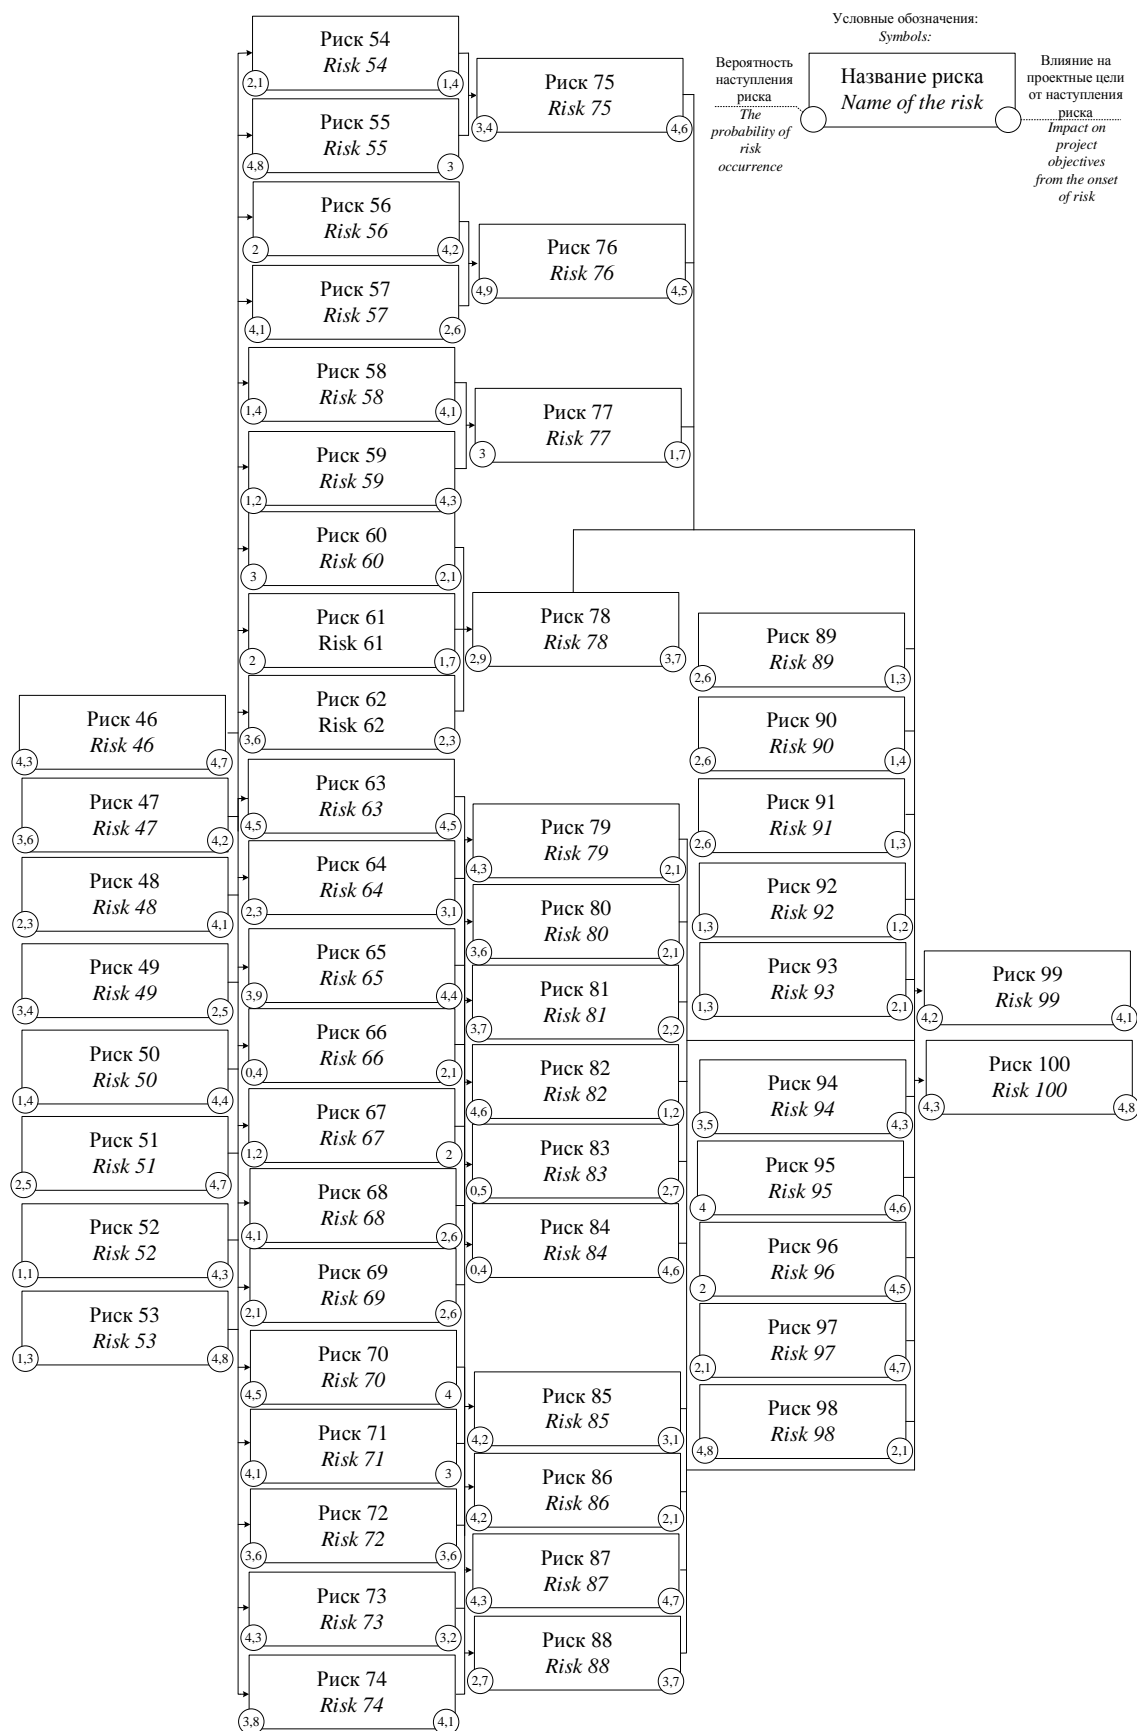 Условные обозначения:
Symbols:
Вероятность
наступления
риска
The
probability of
risk
occurrence
Название риска
Name of the risk
Влияние на
проектные цели
от наступления
риска
Impact on
project
objectives
from the onset
of risk
Риск 46
Risk 46
4,3
4,7
Риск 47
Risk 47
3,6
4,2
Риск 48
Risk 48
2,3
4,1
Риск 49
Risk 49
3,4
2,5
Риск 50
Risk 50
1,4
4,4
Риск 51
Risk 51
2,5
4,7
Риск 52
Risk 52
1,1
4,3
Риск 53
Risk 53
1,3
4,8
Риск 54
Risk 54
2,1
1,4
Риск 55
Risk 55
4,8
3
Риск 56
Risk 56
2
4,2
Риск 57
Risk 57
4,1
2,6
Риск 58
Risk 58
1,4
4,1
Риск 59
Risk 59
1,2
4,3
Риск 60
Risk 60
3
2,1
Риск 61
Risk 61
2
1,7
Риск 62
Risk 62
3,6
2,3
Риск 63
Risk 63
4,5
4,5
Риск 64
Risk 64
2,3
3,1
Риск 65
Risk 65
3,9
4,4
Риск 66
Risk 66
0,4
2,1
Риск 67
Risk 67
1,2
2
Риск 68
Risk 68
4,1
2,6
Риск 69
Risk 69
2,1
2,6
Риск 70
Risk 70
4,5
4
Риск 71
Risk 71
4,1
3
Риск 72
Risk 72
3,6
3,6
Риск 73
Risk 73
4,3
3,2
Риск 74
Risk 74
3,8
4,1
Риск 75
Risk 75
3,4
4,6
Риск 76
Risk 76
4,9
4,5
Риск 77
Risk 77
3
1,7
Риск 78
Risk 78
2,9
3,7
Риск 79
Risk 79
4,3
2,1
Риск 80
Risk 80
3,6
2,1
Риск 81
Risk 81
3,7
2,2
Риск 82
Risk 82
4,6
1,2
Риск 83
Risk 83
0,5
2,7
Риск 84
Risk 84
0,4
4,6
Риск 85
Risk 85
4,2
3,1
Риск 86
Risk 86
4,2
2,1
Риск 87
Risk 87
4,3
4,7
Риск 88
Risk 88
2,7
3,7
Риск 89
Risk 89
2,6
1,3
Риск 90
Risk 90
2,6
1,4
Риск 91
Risk 91
2,6
1,3
Риск 92
Risk 92
1,3
1,2
Риск 93
Risk 93
1,3
2,1
Риск 94
Risk 94
3,5
4,3
Риск 95
Risk 95
4
4,6
Риск 96
Risk 96
2
4,5
Риск 97
Risk 97
2,1
4,7
Риск 98
Risk 98
4,8
2,1
Риск 99
Risk 99
4,2
4,1
Риск 100
Risk 100
4,3
4,8